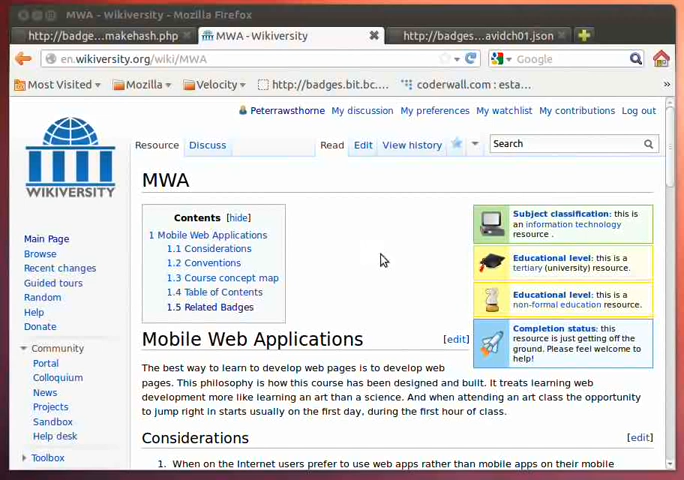 MWA - Wikiversity - Mozilla Firefox
http://badge...makehash.php
MWA - Wikiversity
http://badges...avidch01.json
en.wikiversity.org/wiki/MWA
Google
Most Visited
Mozilla
Velocity
http://badges.bit.bc....
coderwall.com : esta...
»
Peterrawsthorne My discussion My preferences My watchlist My contributions Log out
WIKIVERSITY
Resource Discuss Read Edit View history
Search
MWA
Main Page
Browse
Recent changes
Guided tours
Random
Help
Donate
Community
Portal
Colloquium
News
Projects
Sandbox
Help desk
Toolbox
Contents [hide]
1 Mobile Web Applications
1.1 Considerations
1.2 Conventions
1.3 Course concept map
1.4 Table of Contents
1.5 Related Badges
Subject classification: this is
an information technology
resource .
Educational level: this is a
tertiary (university) resource.
Educational level: this is a
non-formal education resource.
Completion status: this
resource is just getting off the
ground. Please feel welcome to
help!
Mobile Web Applications [edit]
The best way to learn to develop web pages is to develop web
pages. This philosophy is how this course has been designed and built. It treats learning web
development more like learning an art than a science. And when attending an art class the opportunity
to jump right in starts usually on the first day, during the first hour of class.
Considerations [edit]
1. When on the Internet users prefer to use web apps rather than mobile apps on their mobile